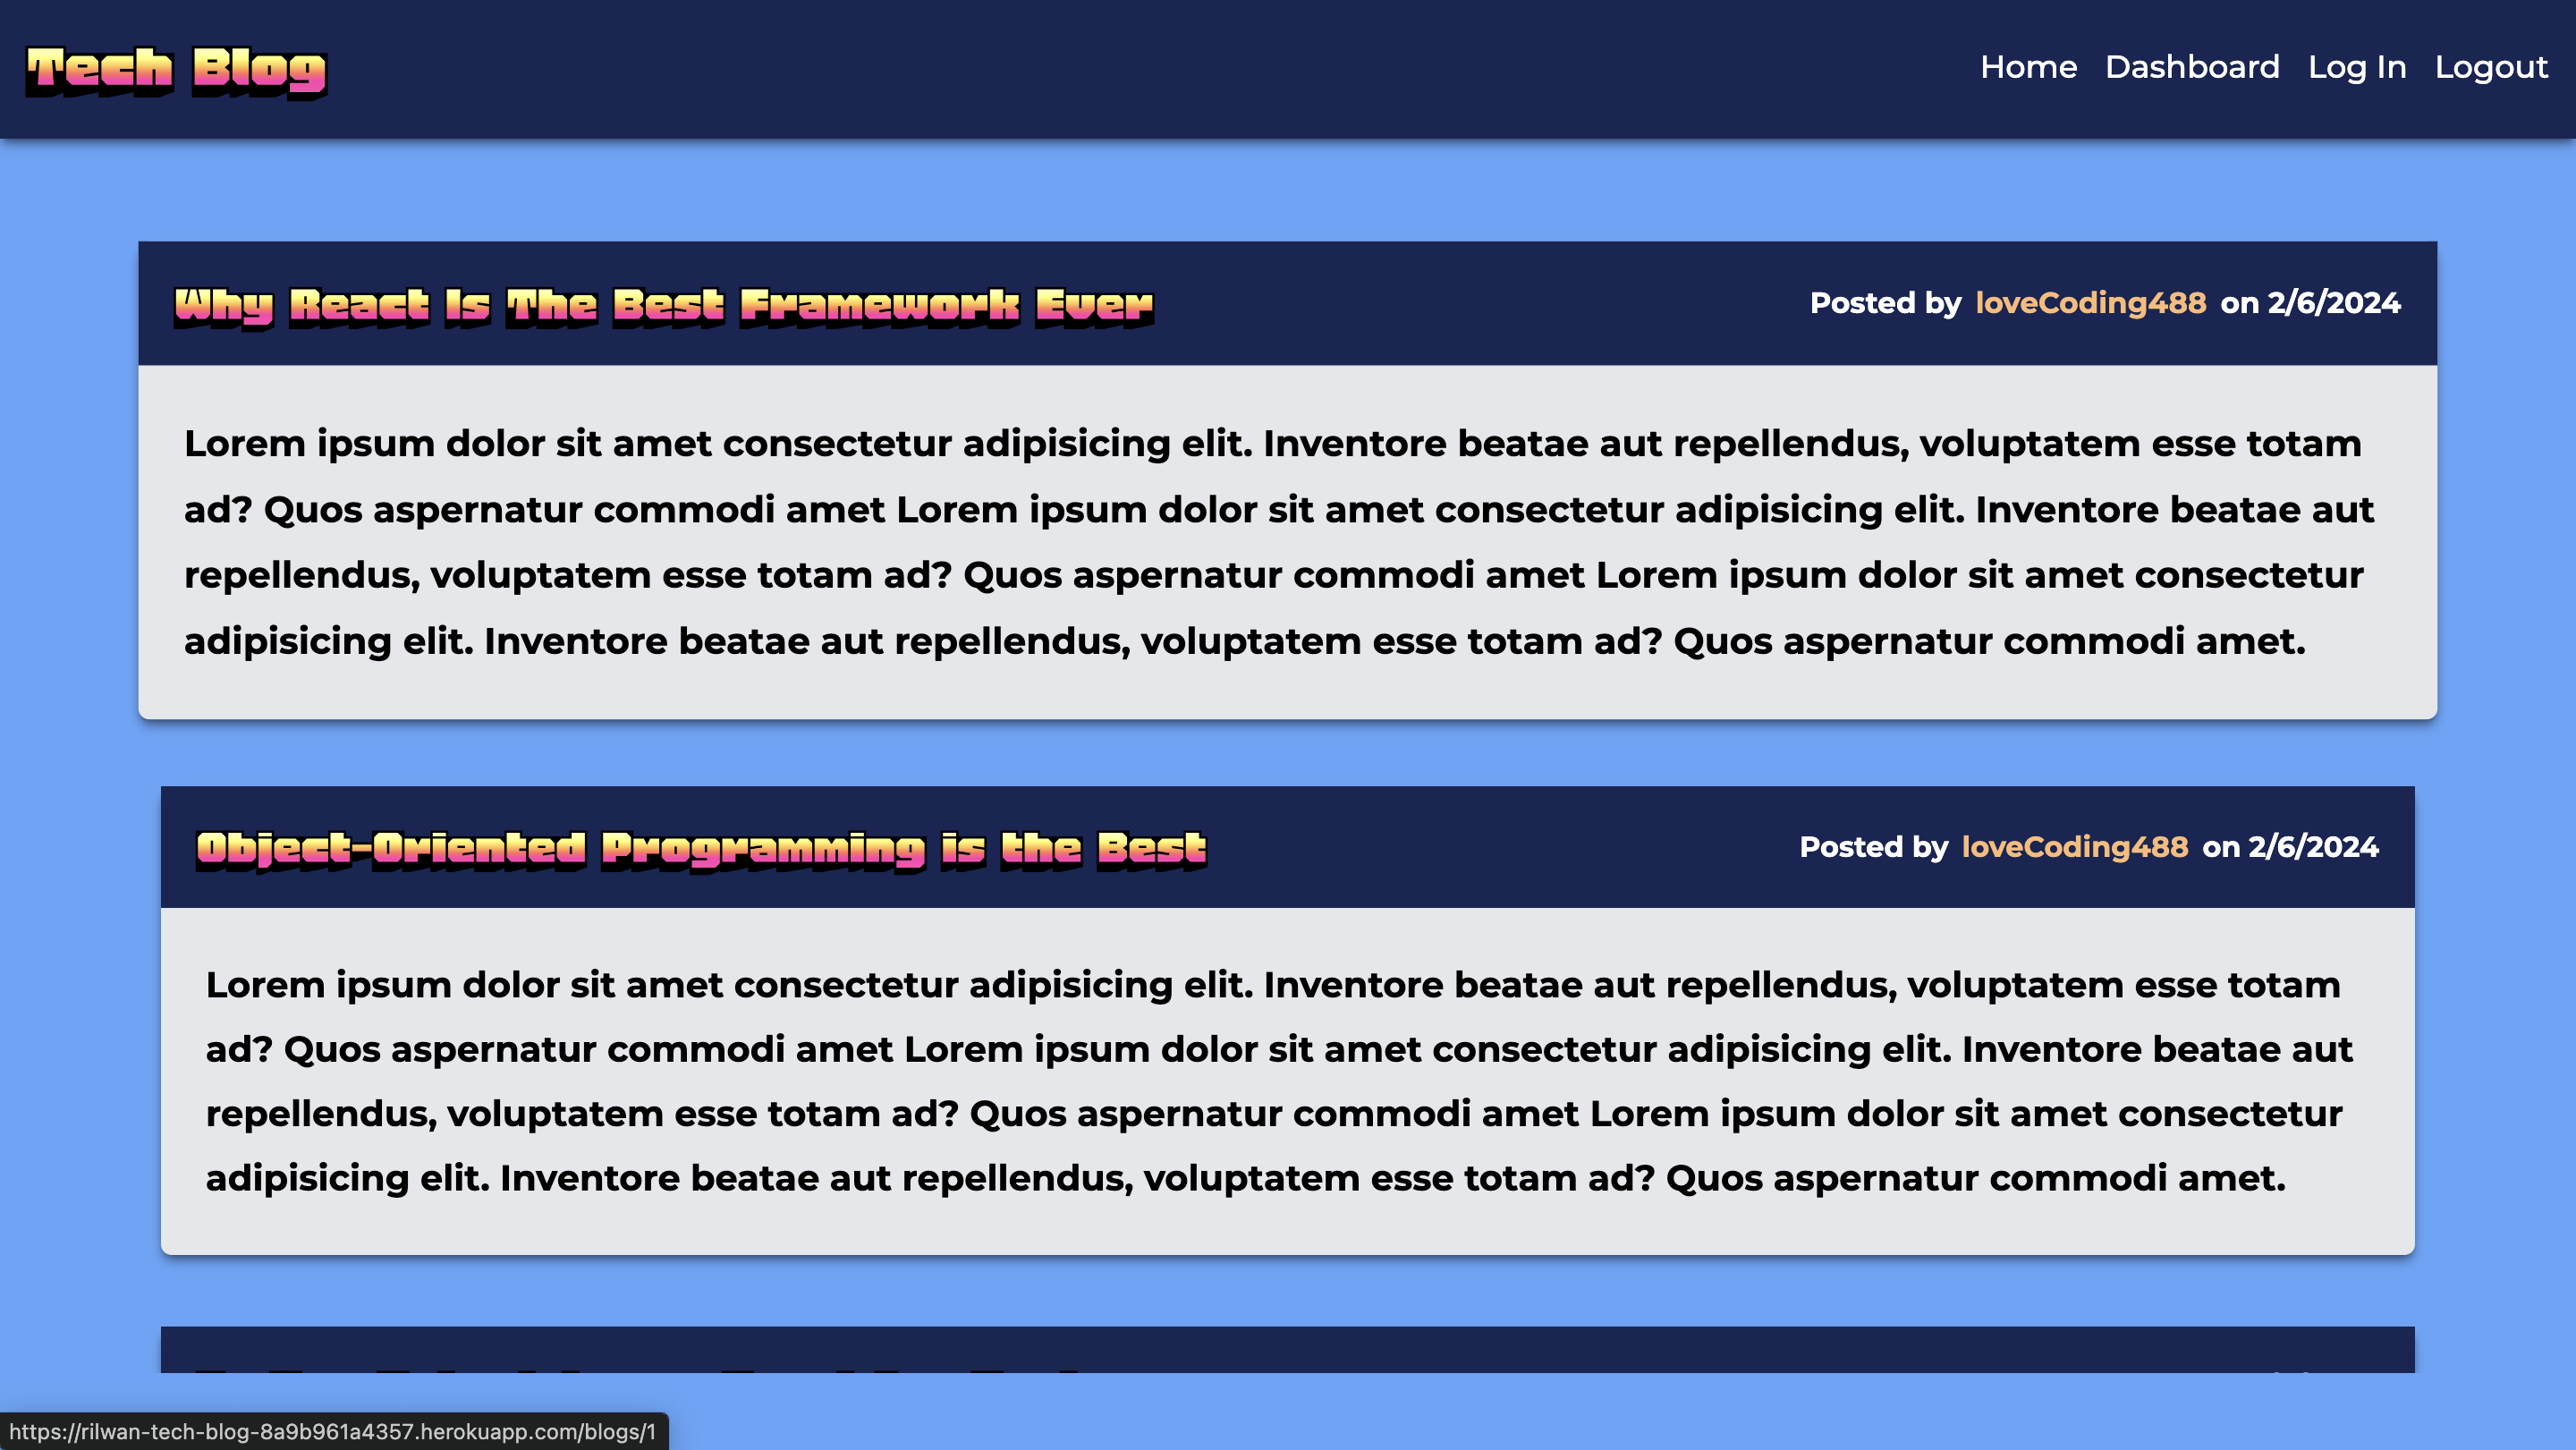 Tech Blog
Home Dashboard Log In Logout
Why React Is The Best Framework Ever
Posted by loveCoding488 on 2/6/2024
Lorem ipsum dolor sit amet consectetur adipisicing elit. Inventore beatae aut repellendus, voluptatem esse totam
ad? Quos aspernatur commodi amet Lorem ipsum dolor sit amet consectetur adipisicing elit. Inventore beatae aut
repellendus, voluptatem esse totam ad? Quos aspernatur commodi amet Lorem ipsum dolor sit amet consectetur
adipisicing elit. Inventore beatae aut repellendus, voluptatem esse totam ad? Quos aspernatur commodi amet.
Object-Oriented Programming is the Best
Posted by loveCoding488 on 2/6/2024
Lorem ipsum dolor sit amet consectetur adipisicing elit. Inventore beatae aut repellendus, voluptatem esse totam
ad? Quos aspernatur commodi amet Lorem ipsum dolor sit amet consectetur adipisicing elit. Inventore beatae aut
repellendus, voluptatem esse totam ad? Quos aspernatur commodi amet Lorem ipsum dolor sit amet consectetur
adipisicing elit. Inventore beatae aut repellendus, voluptatem esse totam ad? Quos aspernatur commodi amet.
https://rilwan-tech-blog-8a9b961a4357.herokuapp.com/blogs/1